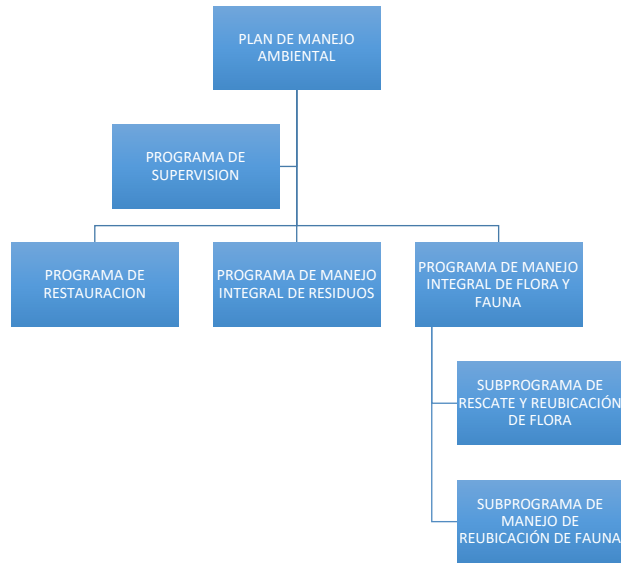 PLAN DE MANEJO
AMBIENTAL
PROGRAMA DE
SUPERVISION
PROGRAMA DE
RESTAURACION
PROGRAMA DE MANEJO
INTEGRAL DE RESIDUOS
PROGRAMA DE MANEJO
INTEGRAL DE FLORA Y
FAUNA
SUBPROGRAMA DE
RESCATE Y REUBICACIÓN
DE FLORA
SUBPROGRAMA DE
MANEJO DE
REUBICACIÓN DE FAUNA